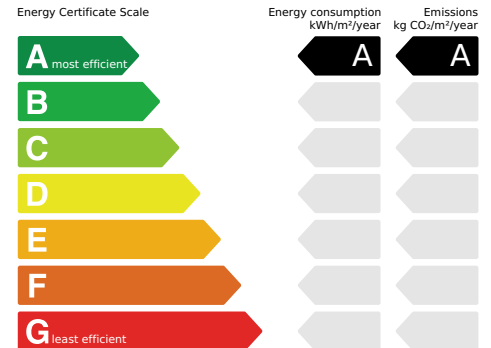 Energy Certificate Scale
Energy consumption
kWh/m²/year
Emissions
kg CO₂/m²/year
A most efficient
A
A
B
C
D
E
F
G least efficient